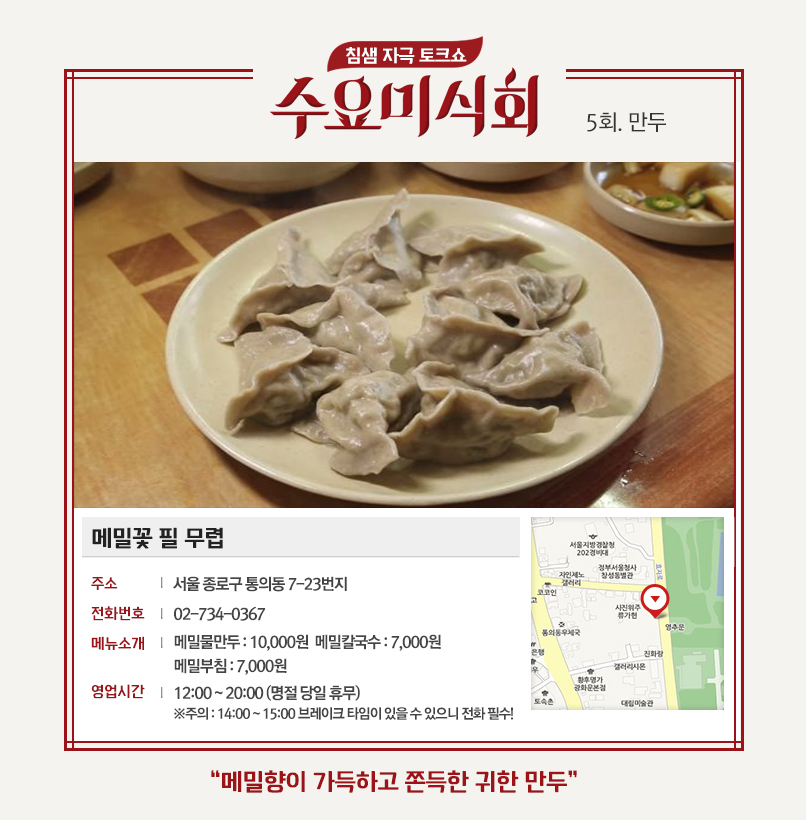 침샘 자극 토크쇼
수요미식회
5회. 만두
메밀꽃 필 무렵
주소 | 서울 종로구 통의동 7-23번지
전화번호 | 02-734-0367
메뉴소개 | 메밀물만두 : 10,000원 메밀칼국수 : 7,000원
메밀부침 : 7,000원
영업시간 | 12:00 ~ 20:00 (명절 당일 휴무)
※주의 : 14:00 ~ 15:00 브레이크 타임이 있을 수 있으니 전화 필수!
서울지방경찰청
202경비대
정부서울청사
창성동별관
자인제노
갤러리
코코인
고
효자로
사진위주
류가헌
영추문
통의동우체국
은행
우
진화랑
갤러리시몬
황후명가
광화문본점
토속촌
대림미술관
“메밀향이 가득하고 쫀득한 귀한 만두”